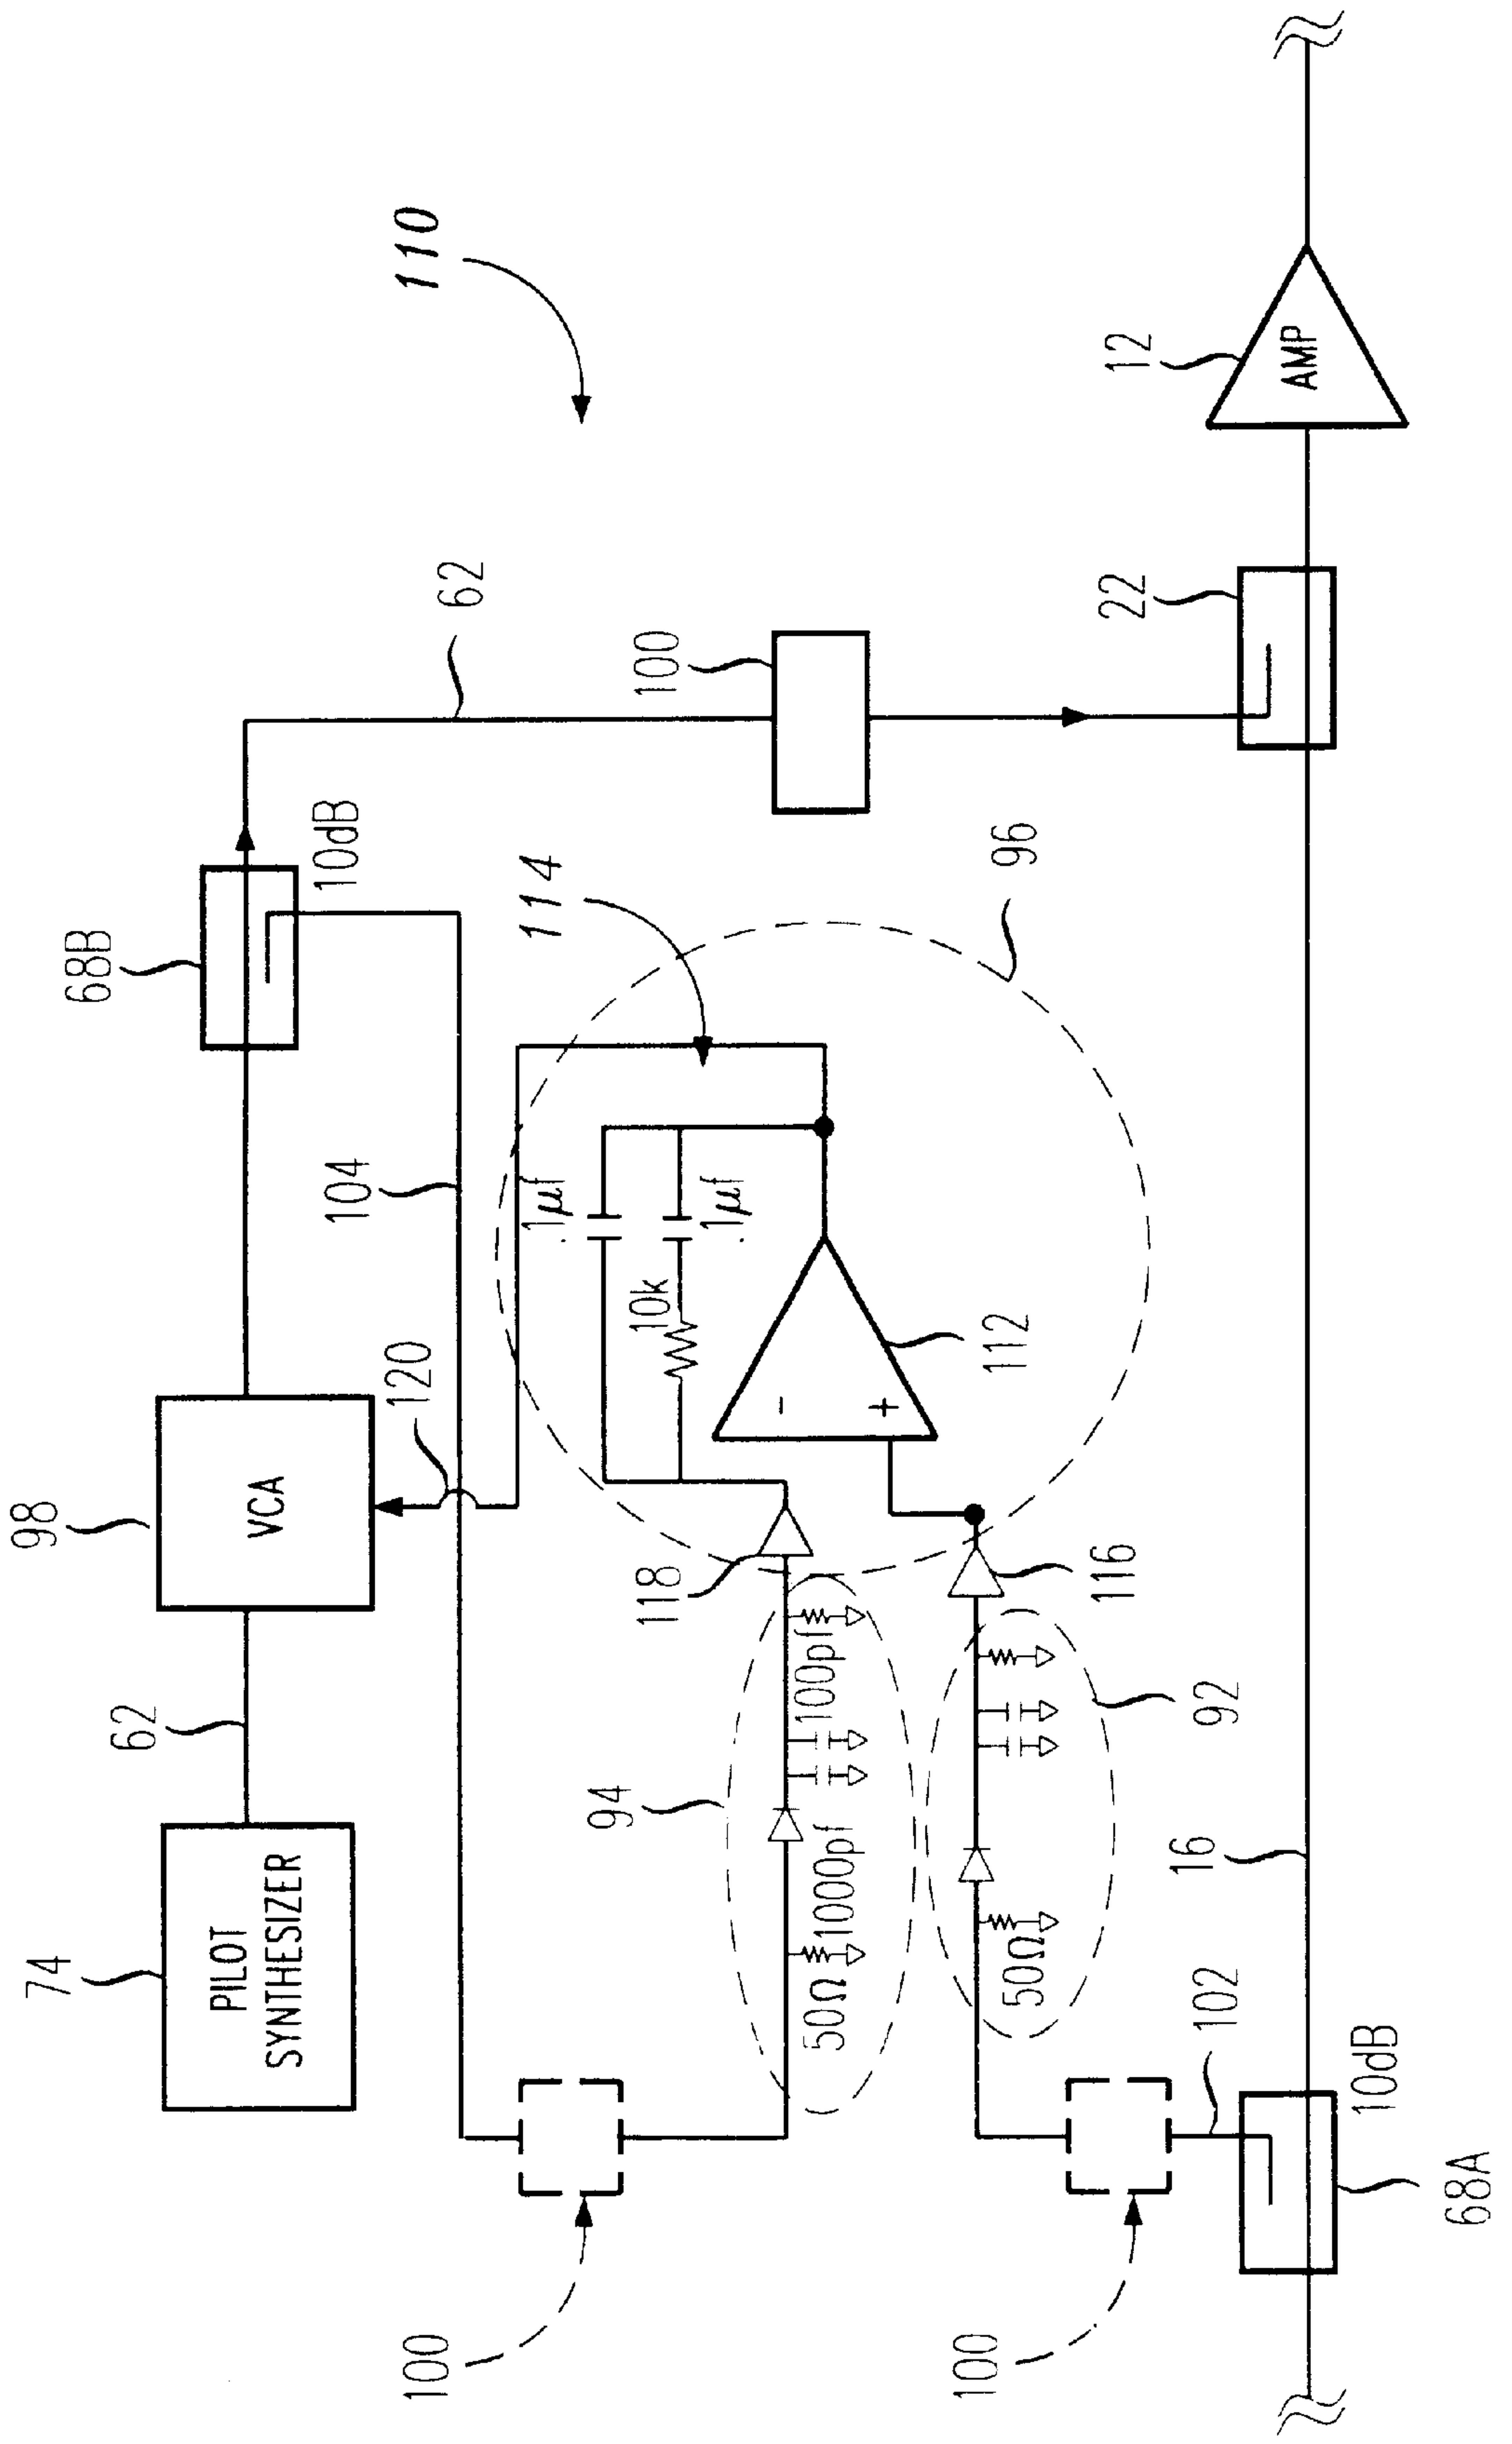 74
PILOT
SYNTHESIZER
62
98
VCA
68B
10dB
62
110
104
120
100
114
96
100
94
50Ω
1000pf
100pf
118
10k
.1µf
.1µf
-
+
112
100
102
50Ω
92
116
68A
10dB
16
22
12
AMP